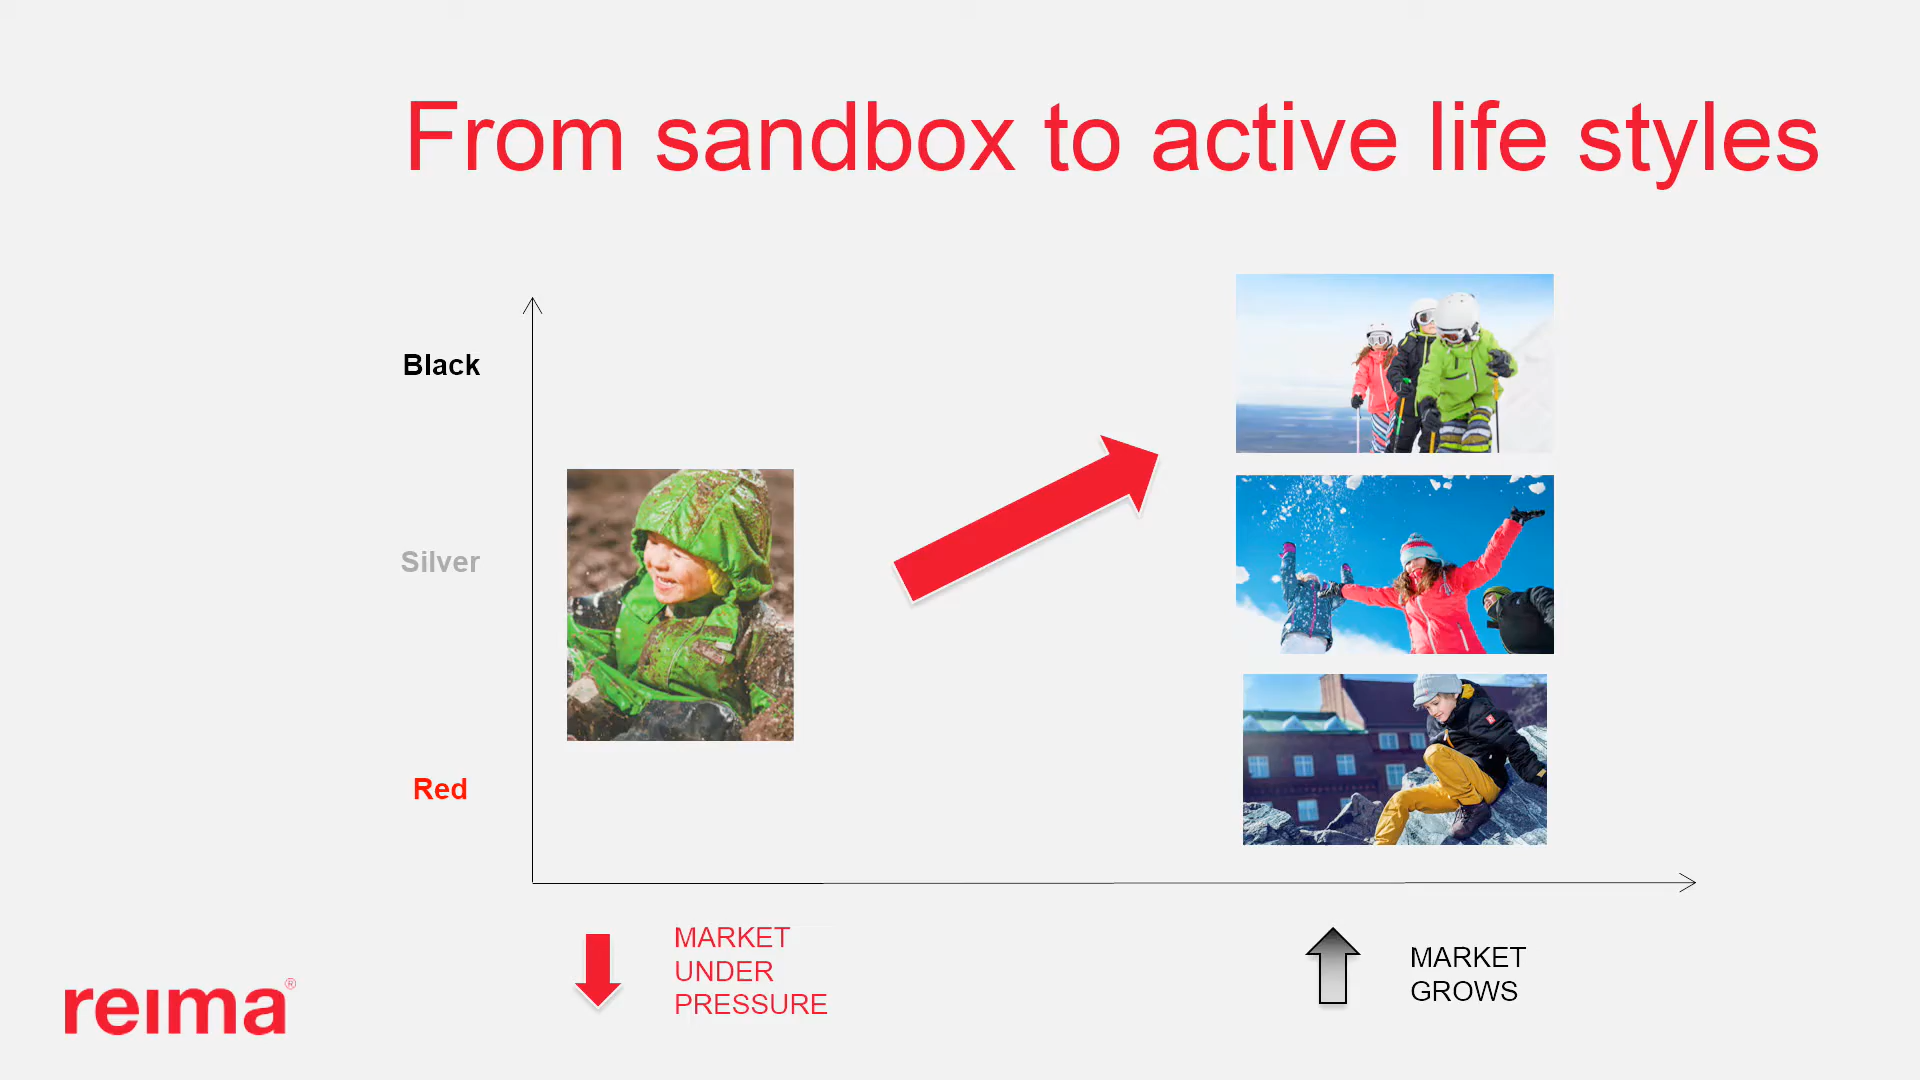 From sandbox to active life styles
Black
Silver
Red
MARKET
UNDER
PRESSURE
MARKET
GROWS
reima®